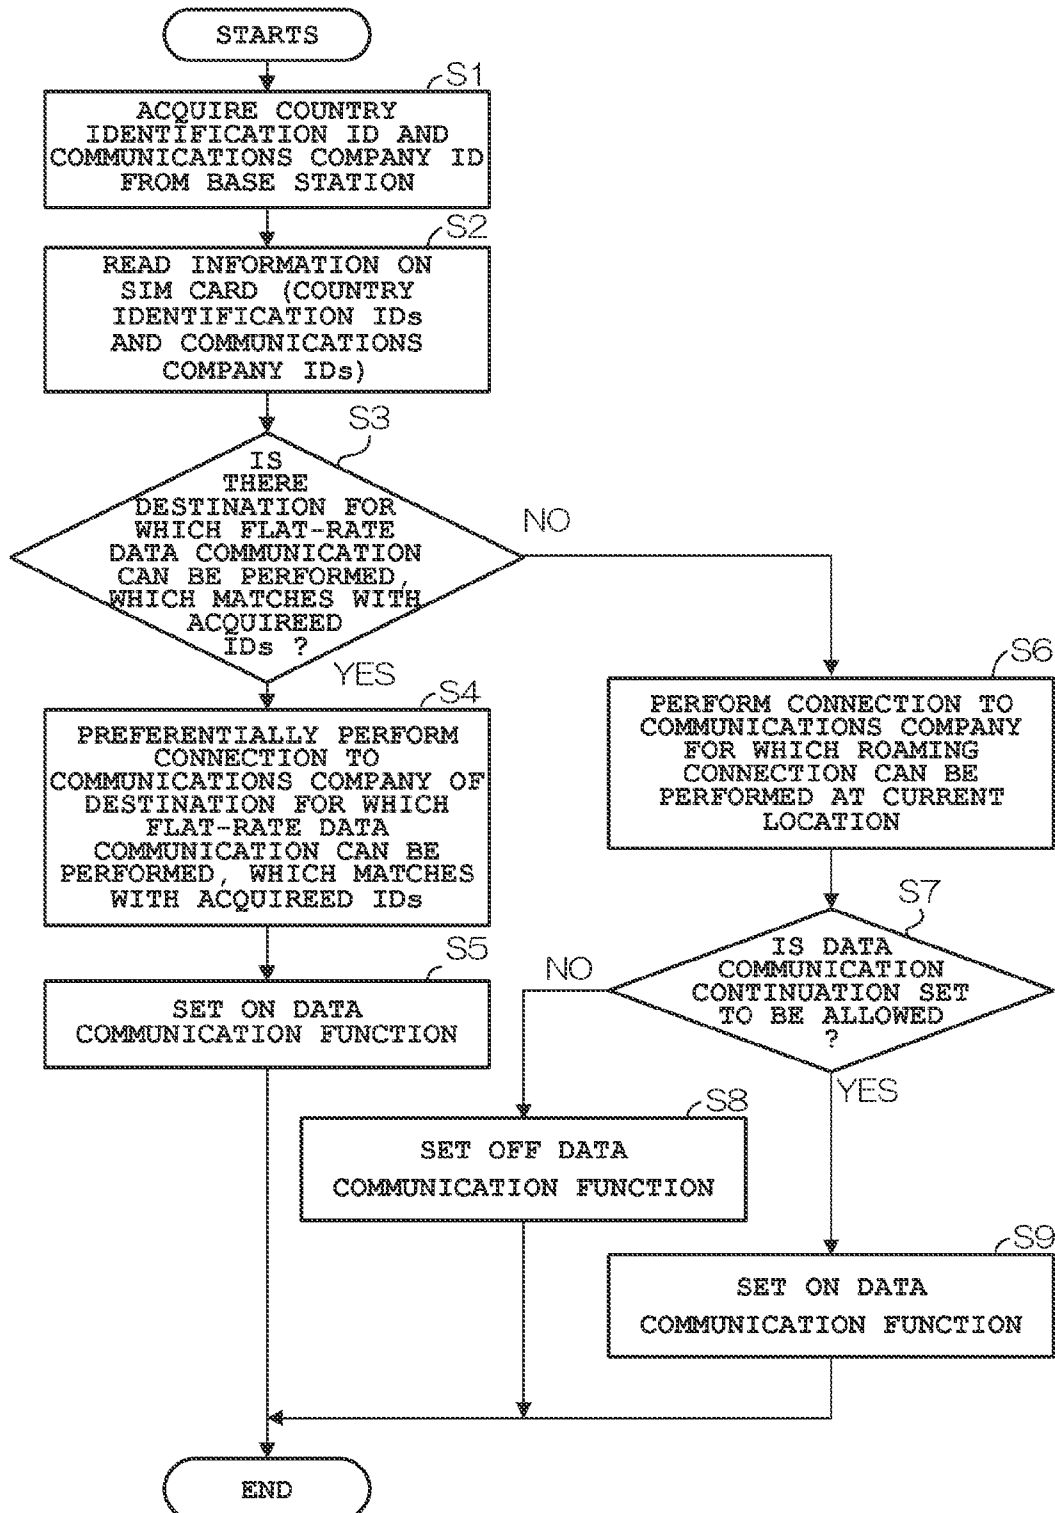 STARTS
S1
ACQUIRE COUNTRY
IDENTIFICATION ID AND
COMMUNICATIONS COMPANY ID
FROM BASE STATION
S2
READ INFORMATION ON
SIM CARD (COUNTRY
IDENTIFICATION IDs
AND COMMUNICATIONS
COMPANY IDs)
S3
IS
THERE
DESTINATION FOR
WHICH FLAT-RATE
DATA COMMUNICATION
CAN BE PERFORMED,
WHICH MATCHES WITH
ACQUIREED
IDs ?
NO
YES
S4
PREFERENTIALLY PERFORM
CONNECTION TO
COMMUNICATIONS COMPANY OF
DESTINATION FOR WHICH
FLAT-RATE DATA
COMMUNICATION CAN BE
PERFORMED, WHICH MATCHES
WITH ACQUIREED IDs
S5
SET ON DATA
COMMUNICATION FUNCTION
S6
PERFORM CONNECTION TO
COMMUNICATIONS COMPANY
FOR WHICH ROAMING
CONNECTION CAN BE
PERFORMED AT CURRENT
LOCATION
S7
IS DATA
COMMUNICATION
CONTINUATION SET
TO BE ALLOWED
?
NO
YES
S8
SET OFF DATA
COMMUNICATION FUNCTION
S9
SET ON DATA
COMMUNICATION FUNCTION
END